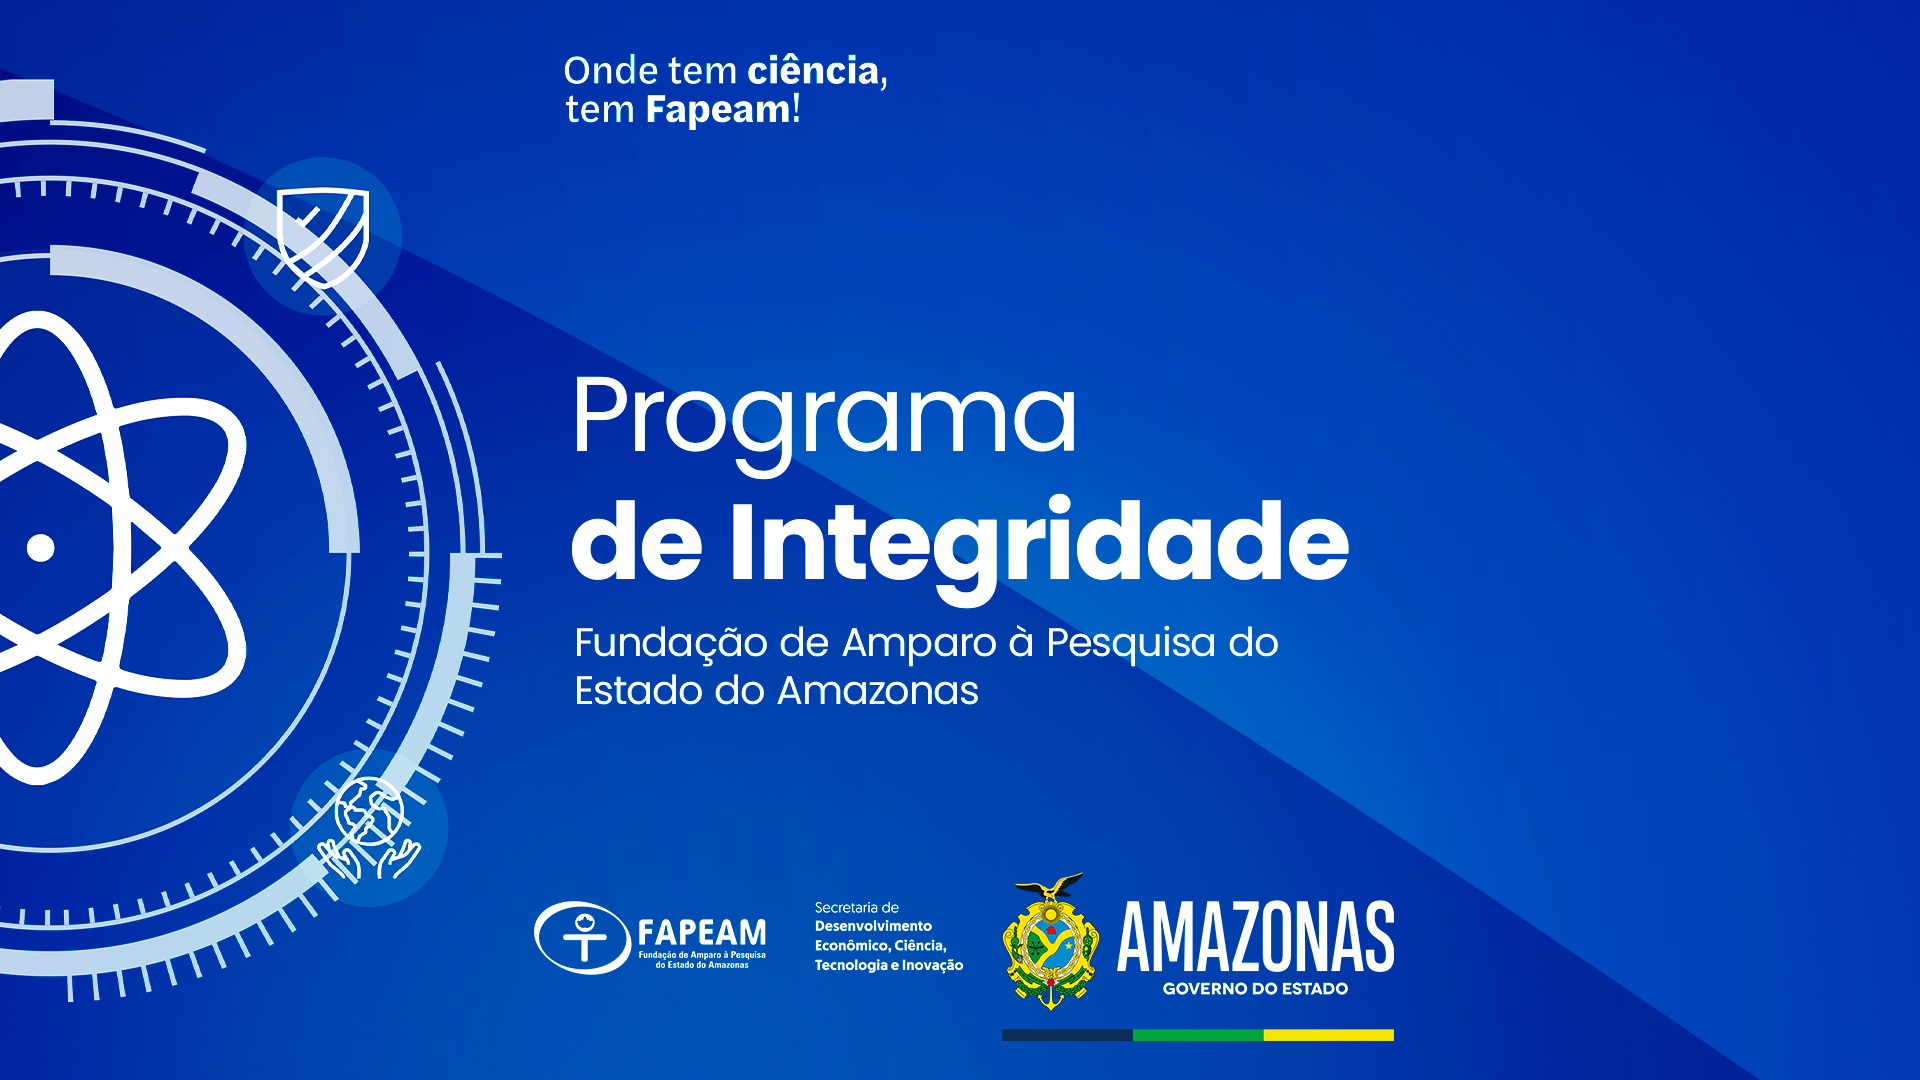 Onde tem ciência,
tem Fapeam!
Programa
de Integridade
Fundação de Amparo à Pesquisa do
Estado do Amazonas
FAPEAM
Fundação de Amparo à Pesquisa
do Estado do Amazonas
Secretaria de
Desenvolvimento
Econômico, Ciência,
Tecnologia e Inovação
AMAZONAS
GOVERNO DO ESTADO